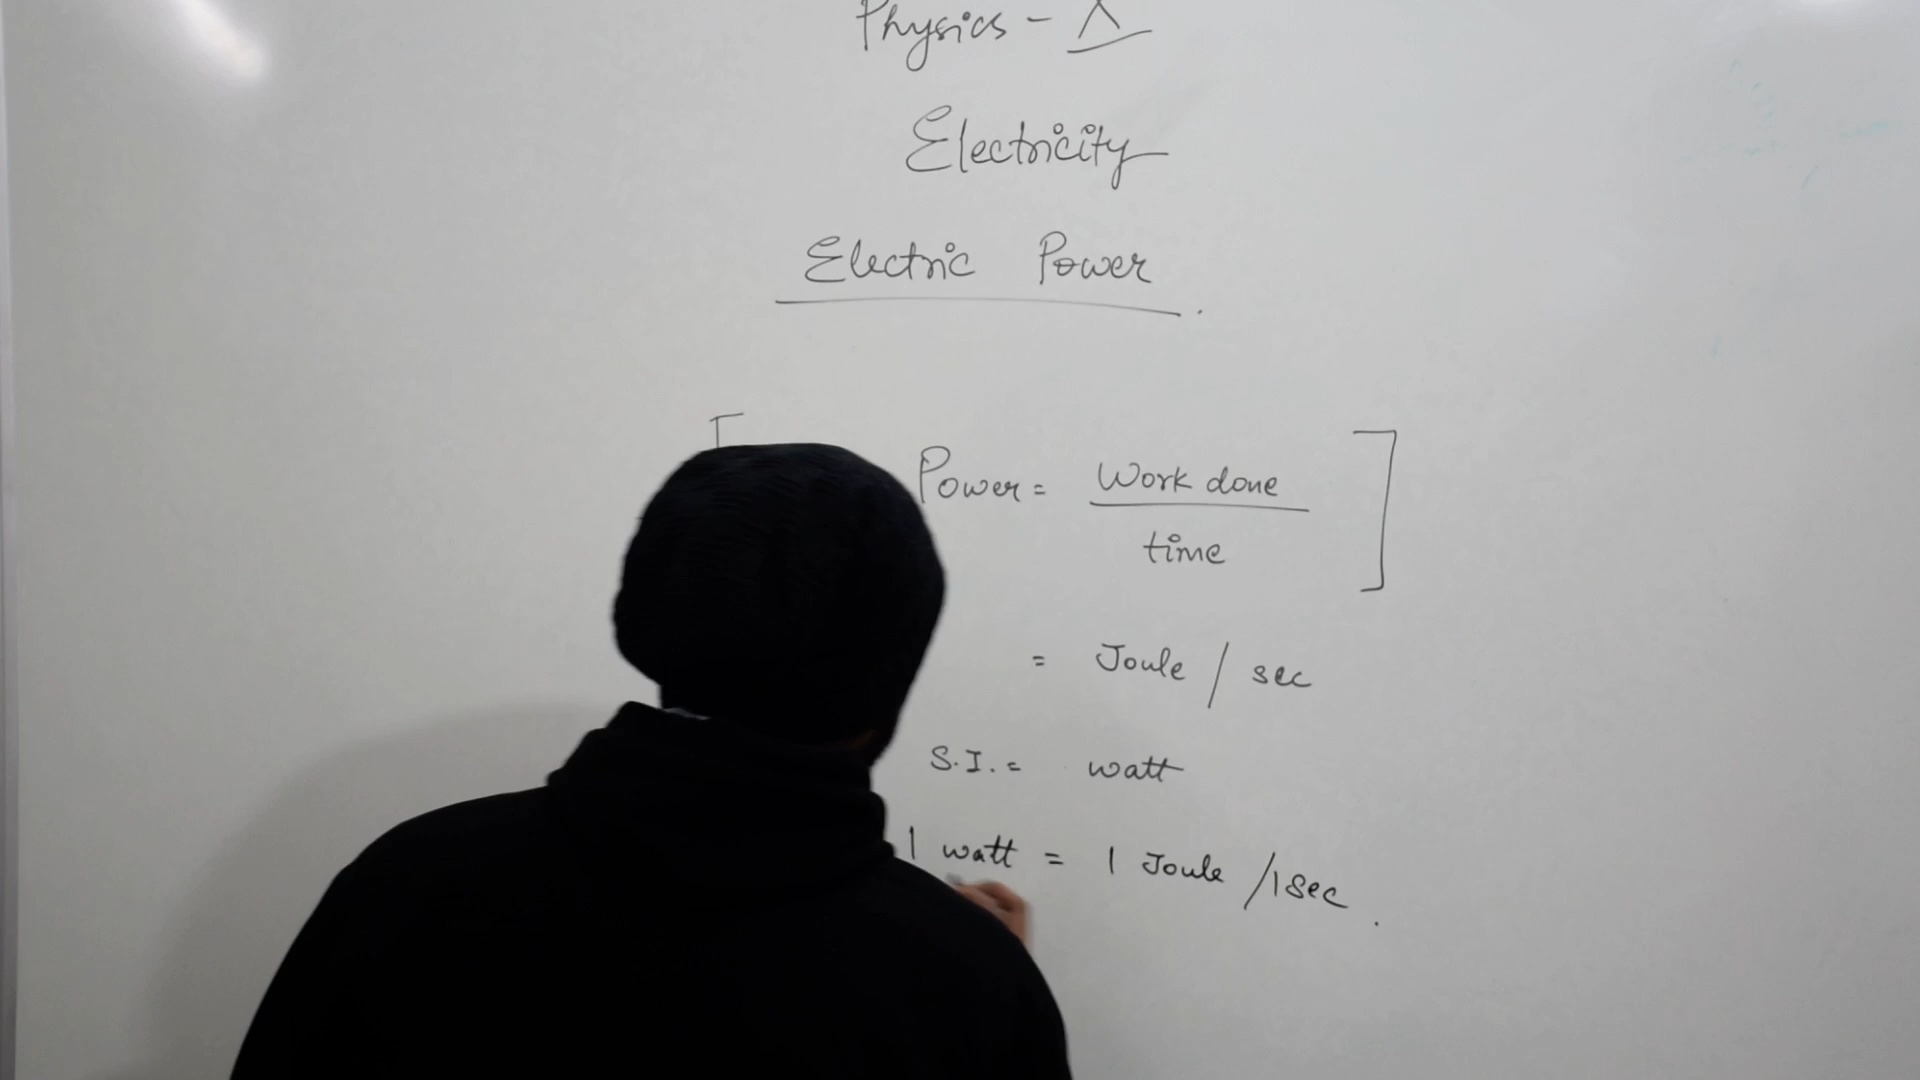 Physics - X
Electricity
Electric Power
Power = Work done
time
= Joule / sec
S.I. = watt
1 watt = 1 Joule /1sec.